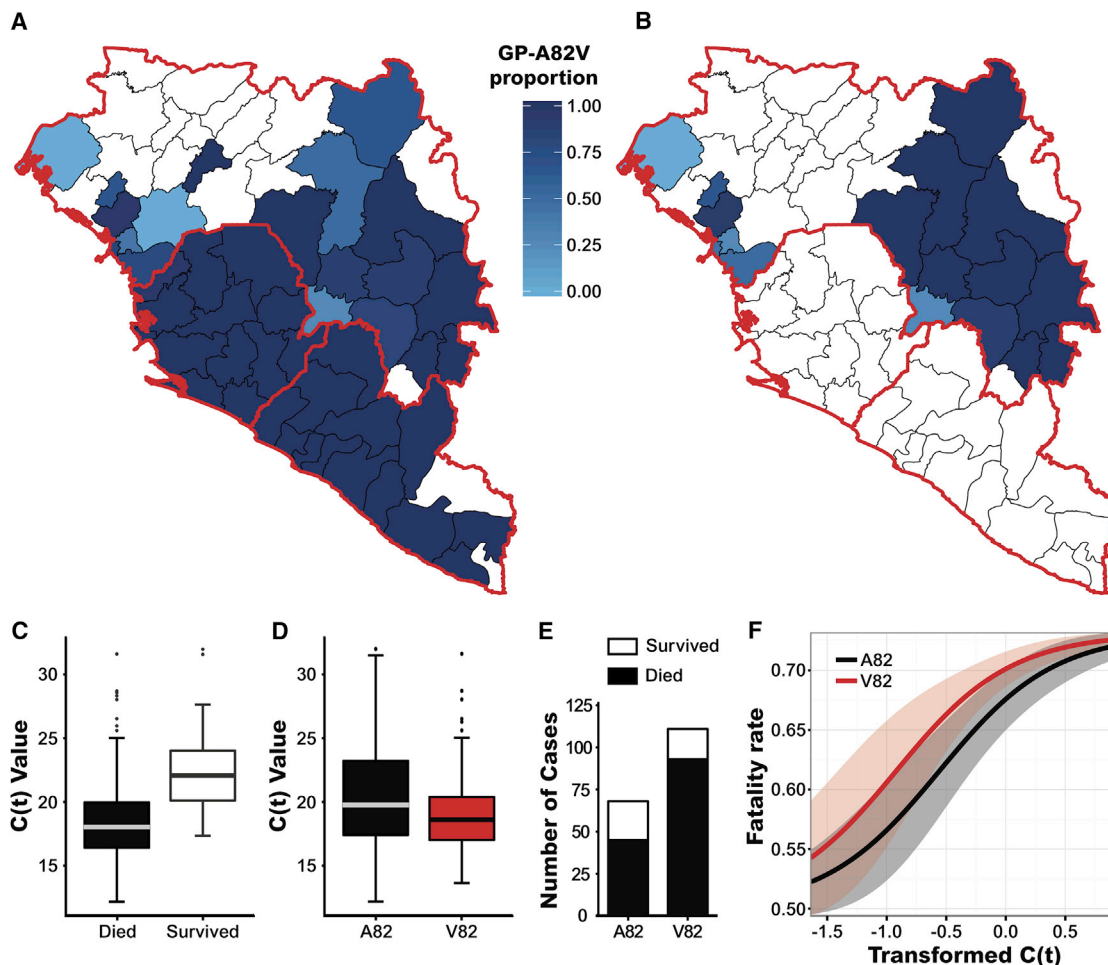 A
B
GP-A82V
proportion
1.00
0.75
0.50
0.25
0.00
C
C(t) Value
30
25
20
15
Died
Survived
D
C(t) Value
30
25
20
15
A82
V82
E
Survived
Died
Number of Cases
125
100
75
50
25
0
A82
V82
F
A82
V82
Fatality rate
0.70
0.65
0.60
0.55
0.50
-1.5
-1.0
-0.5
0.0
0.5
Transformed C(t)